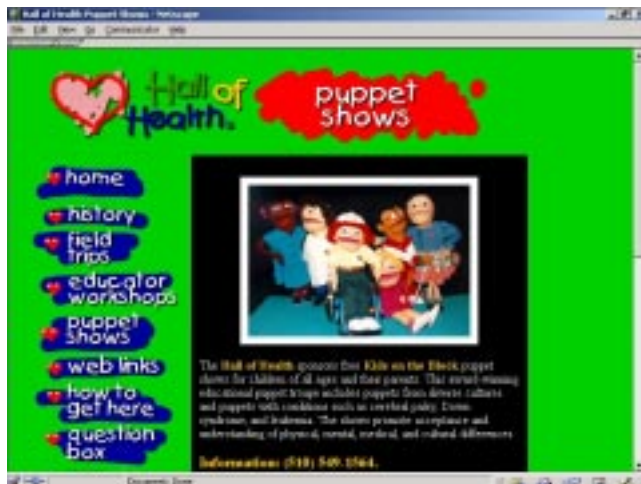 Hall of Health Puppet Shows - Netscape
File Edit View Go Communicator Help
Hall of
Health.
puppet
shows
home
history
field
trips
educator
workshops
puppet
shows
web links
how to
get here
question
box
The Hall of Health sponsors free Kids on the Block puppet
shows for children of all ages and their parents. This award-winning
educational puppet troupe includes puppets from diverse cultures
and puppets with conditions such as cerebral palsy, Down
syndrome, and leukemia. The shows promote acceptance and
understanding of physical, mental, medical, and cultural differences
Information: (510) 549-1564.
Document: Done